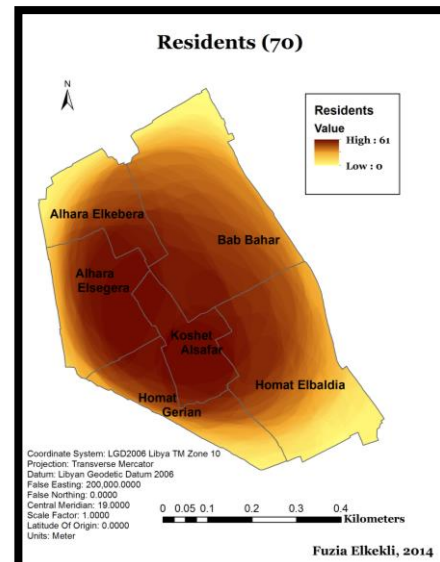 Residents (70)
N
Residents
Value
High : 61
Low : 0
Alhara Elkebera
Bab Bahar
Alhara
Elsegera
Koshet
Alsafar
Homat Elbaldia
Homat
Gerian
Coordinate System: LGD2006 Libya TM Zone 10
Projection: Transverse Mercator
Datum: Libyan Geodetic Datum 2006
False Easting: 200,000.0000
False Northing: 0.0000
Central Meridian: 19.0000
Scale Factor: 1.0000
Latitude Of Origin: 0.0000
Units: Meter
0 0.05 0.1 0.2 0.3 0.4
Kilometers
Fuzia Elkekli, 2014